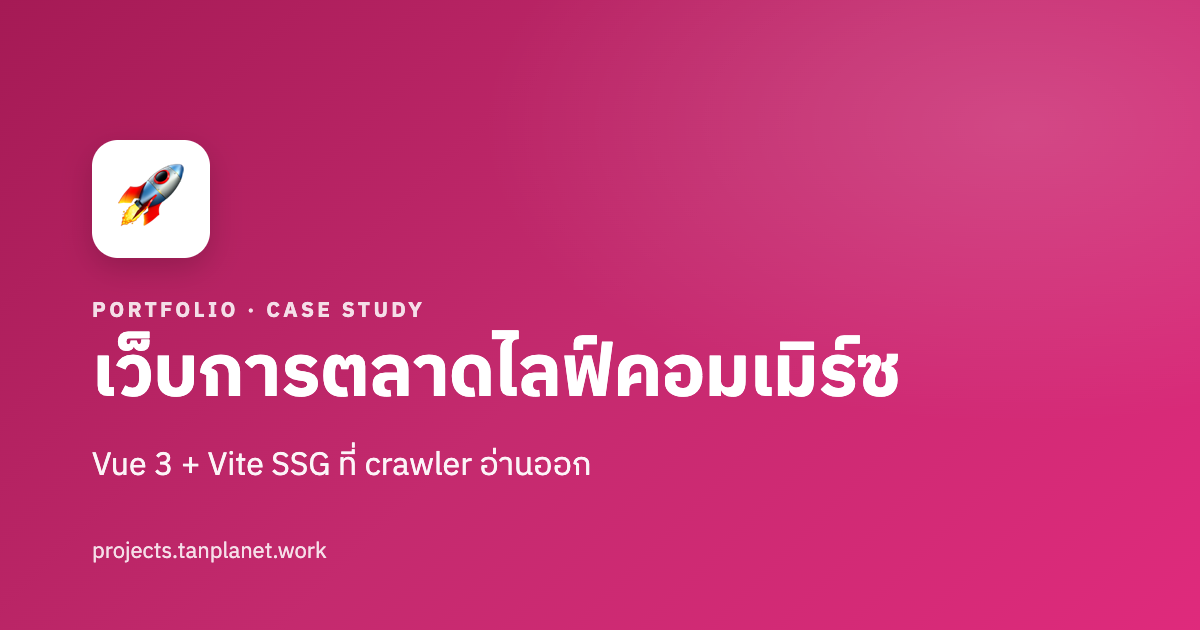 PORTFOLIO · CASE STUDY
เว็บการตลาดไลฟ์คอมเมิร์ซ
Vue 3 + Vite SSG ที่ crawler อ่านออก
projects.tanplanet.work